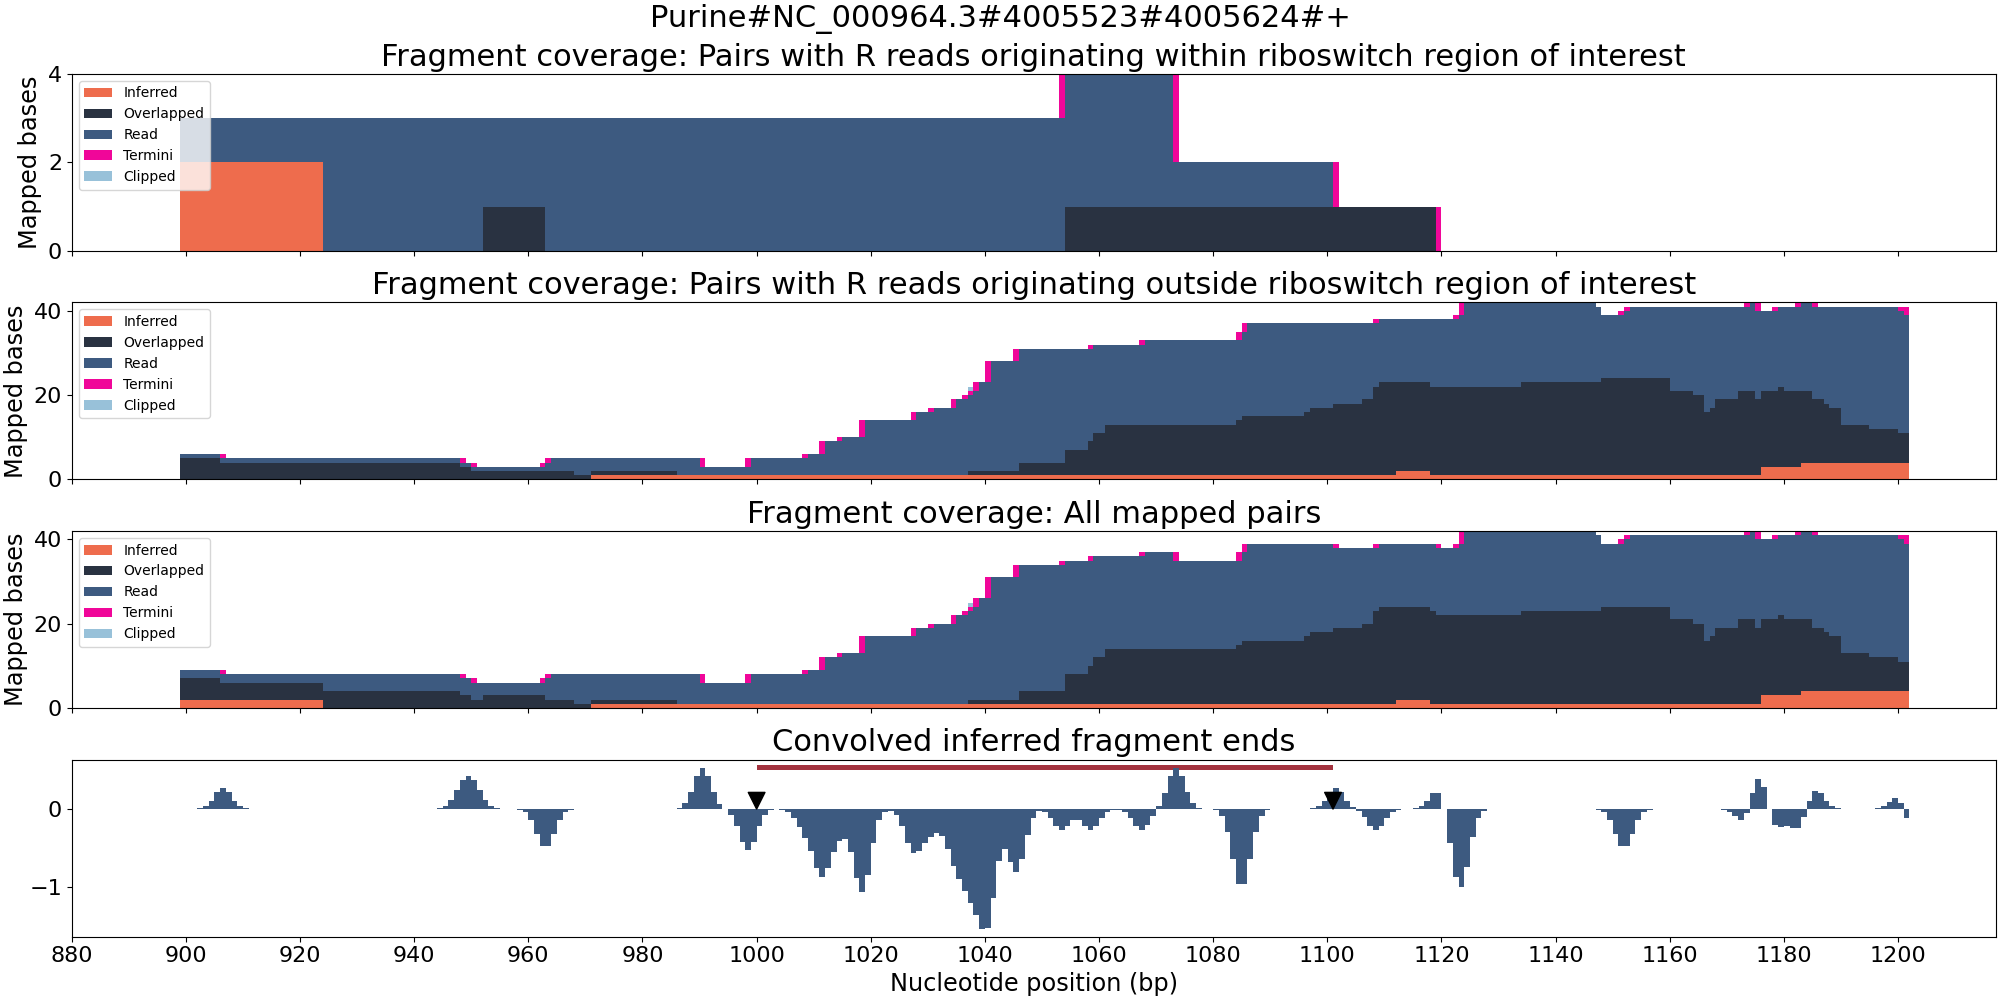 Purine#NC_000964.3#4005523#4005624#+
Fragment coverage: Pairs with R reads originating within riboswitch region of interest
Mapped bases
4
2
0
Inferred
Overlapped
Read
Termini
Clipped
Fragment coverage: Pairs with R reads originating outside riboswitch region of interest
Mapped bases
40
20
0
Inferred
Overlapped
Read
Termini
Clipped
Fragment coverage: All mapped pairs
Mapped bases
40
20
0
Inferred
Overlapped
Read
Termini
Clipped
Convolved inferred fragment ends
0
−1
880 900 920 940 960 980 1000 1020 1040 1060 1080 1100 1120 1140 1160 1180 1200
Nucleotide position (bp)